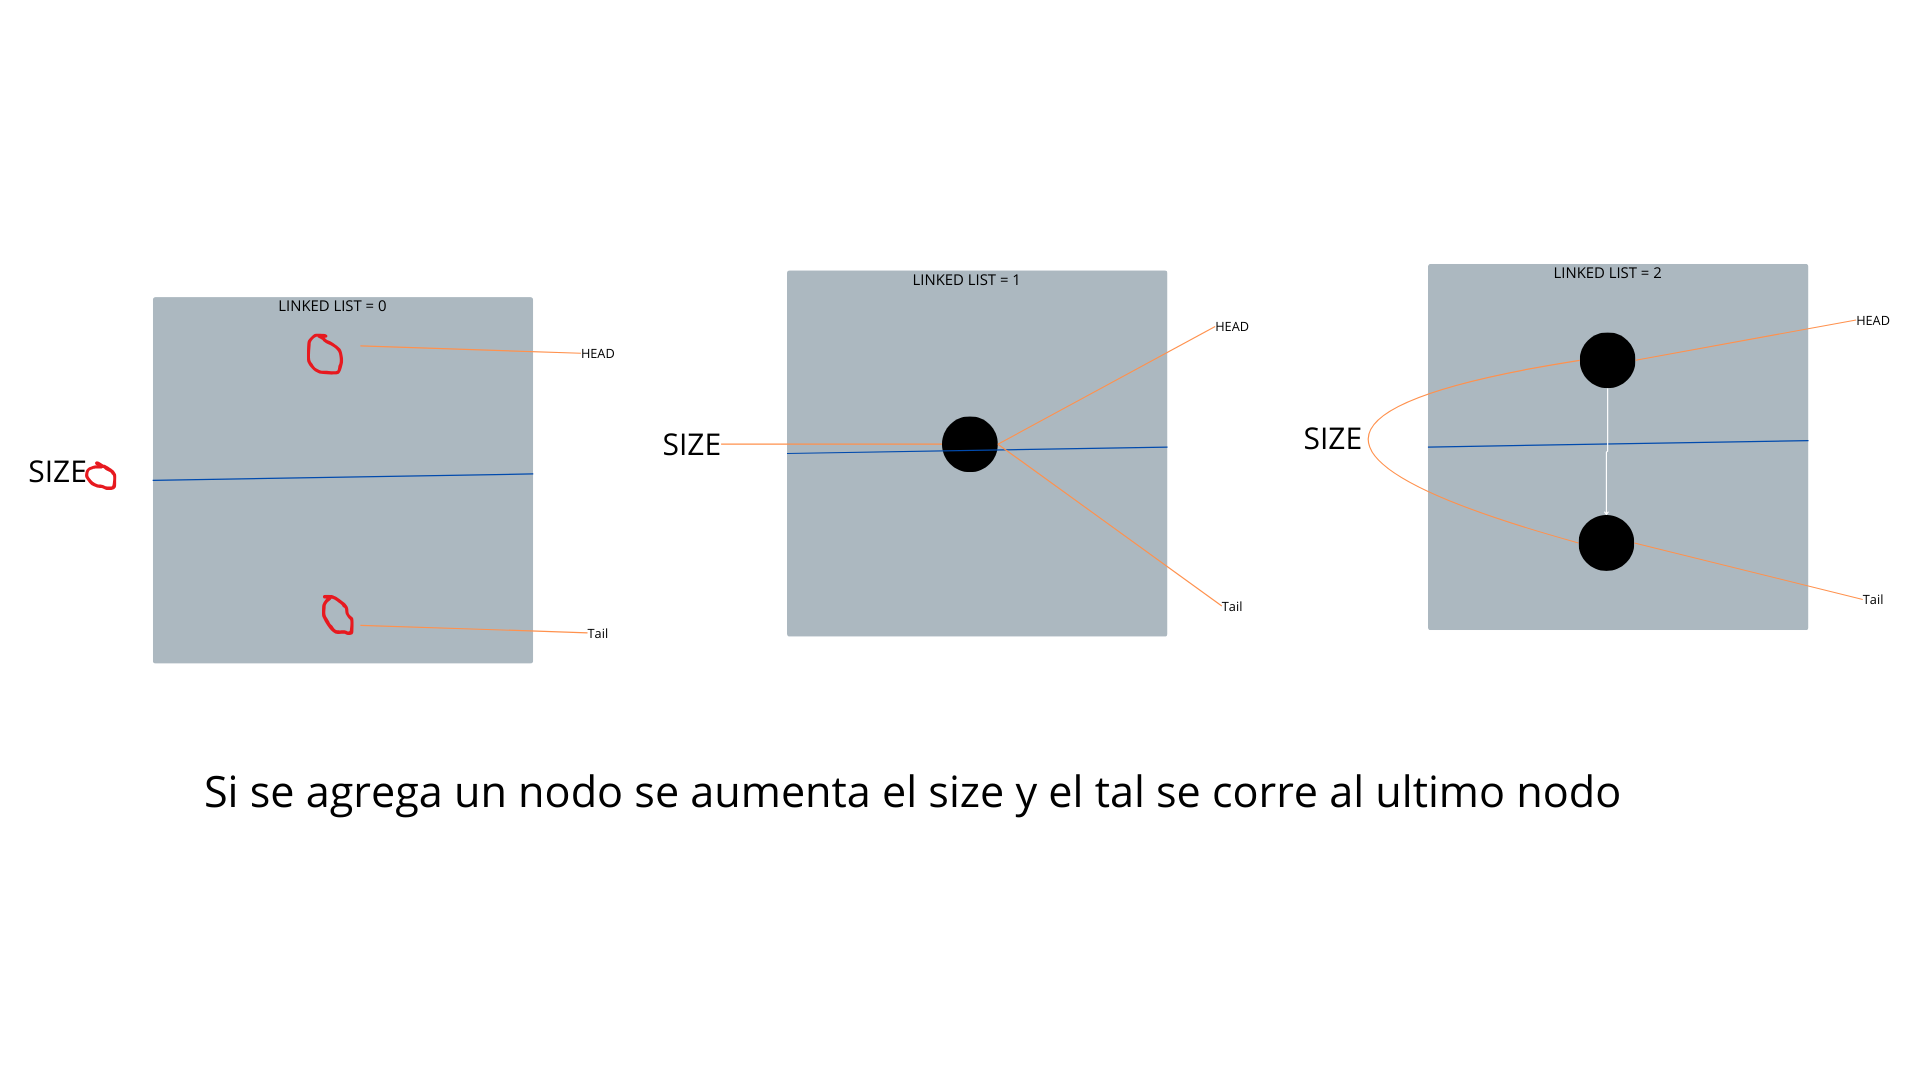 LINKED LIST = 0
HEAD
SIZE
Tail
LINKED LIST = 1
HEAD
SIZE
Tail
LINKED LIST = 2
HEAD
SIZE
Tail
Si se agrega un nodo se aumenta el size y el tal se corre al ultimo nodo